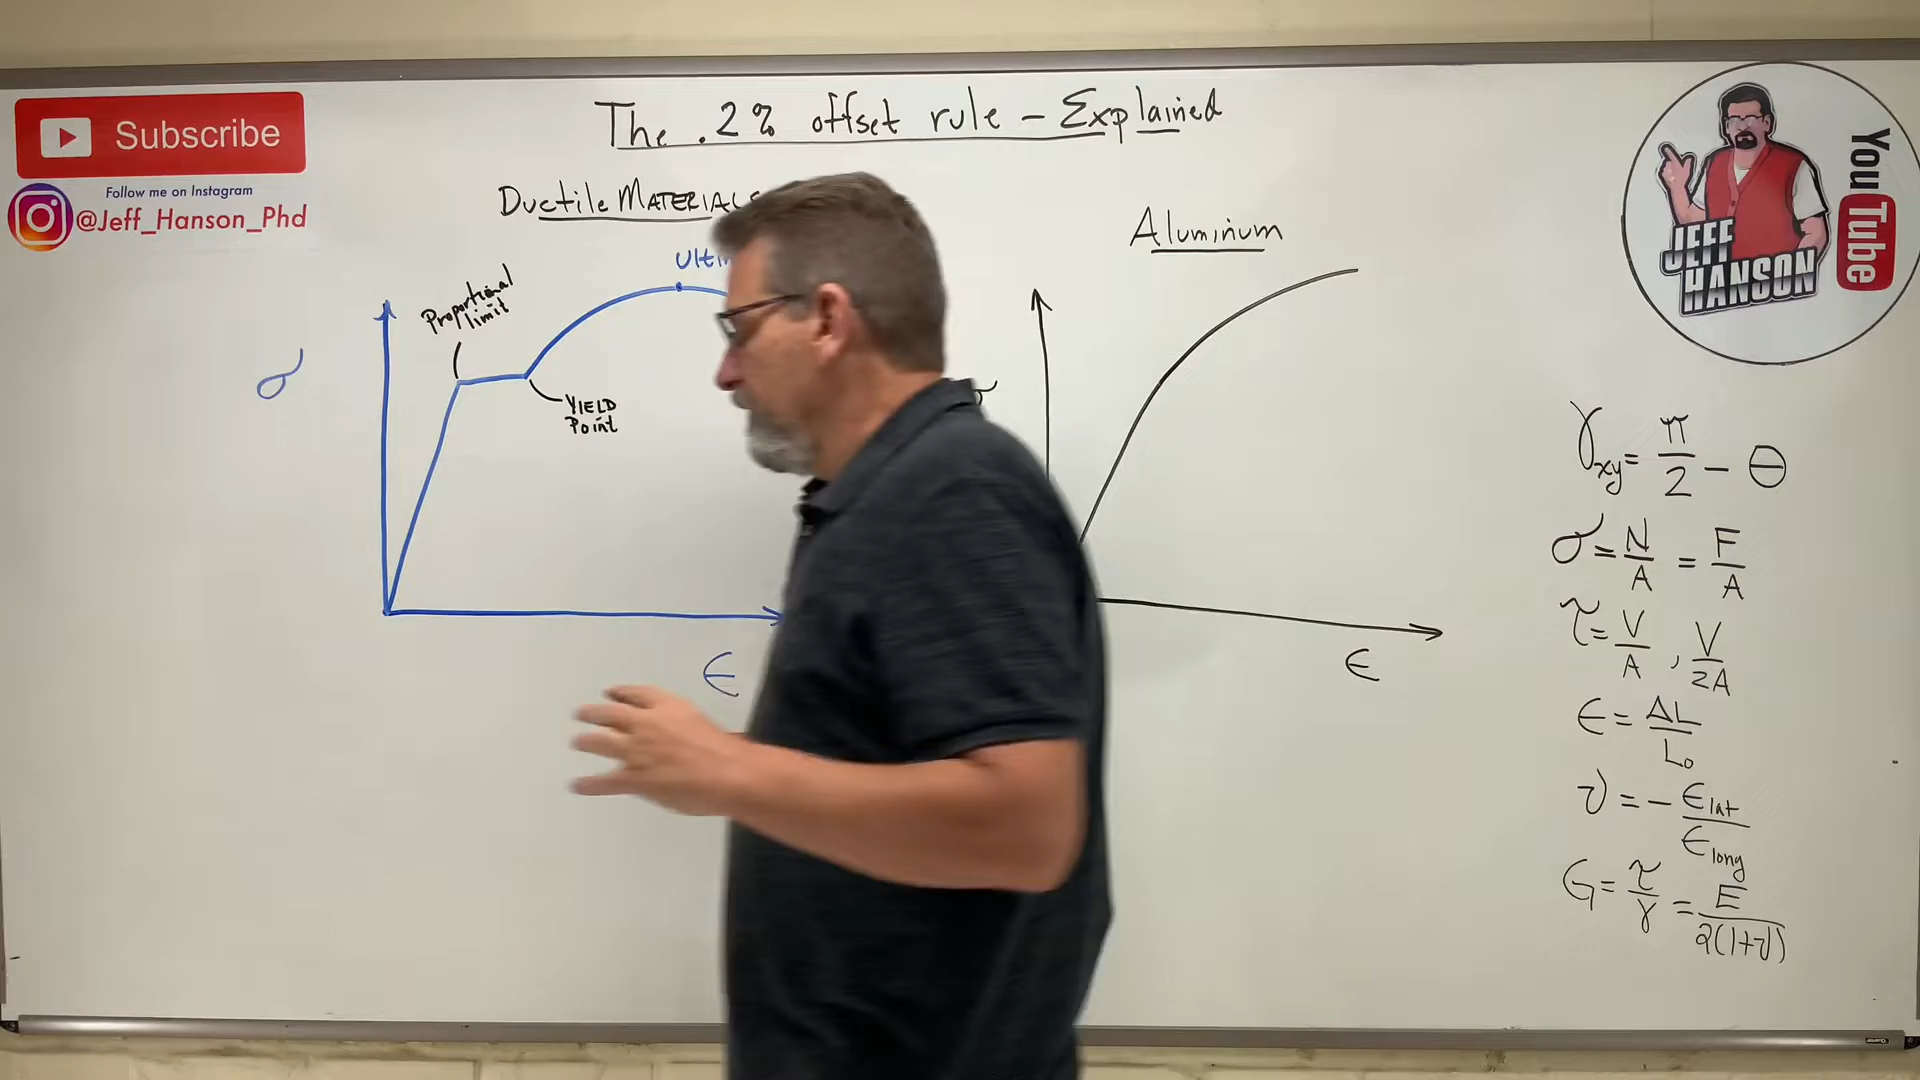 The .2% offset rule - Explained
Subscribe
Follow me on Instagram
@Jeff_Hanson_Phd
Ductile MATERIALS
Aluminum
YouTube
JEFF
HANSON
Proportional
limit
σ
YIELD
Point
ϵ
σ
ϵ
γxy = π/2 - θ
σ = N/A = F/A
τ = V/A , V/2A
ϵ = ΔL/L₀
ν = - ϵlat/ϵlong
G = τ/γ = E/2(1+ν)